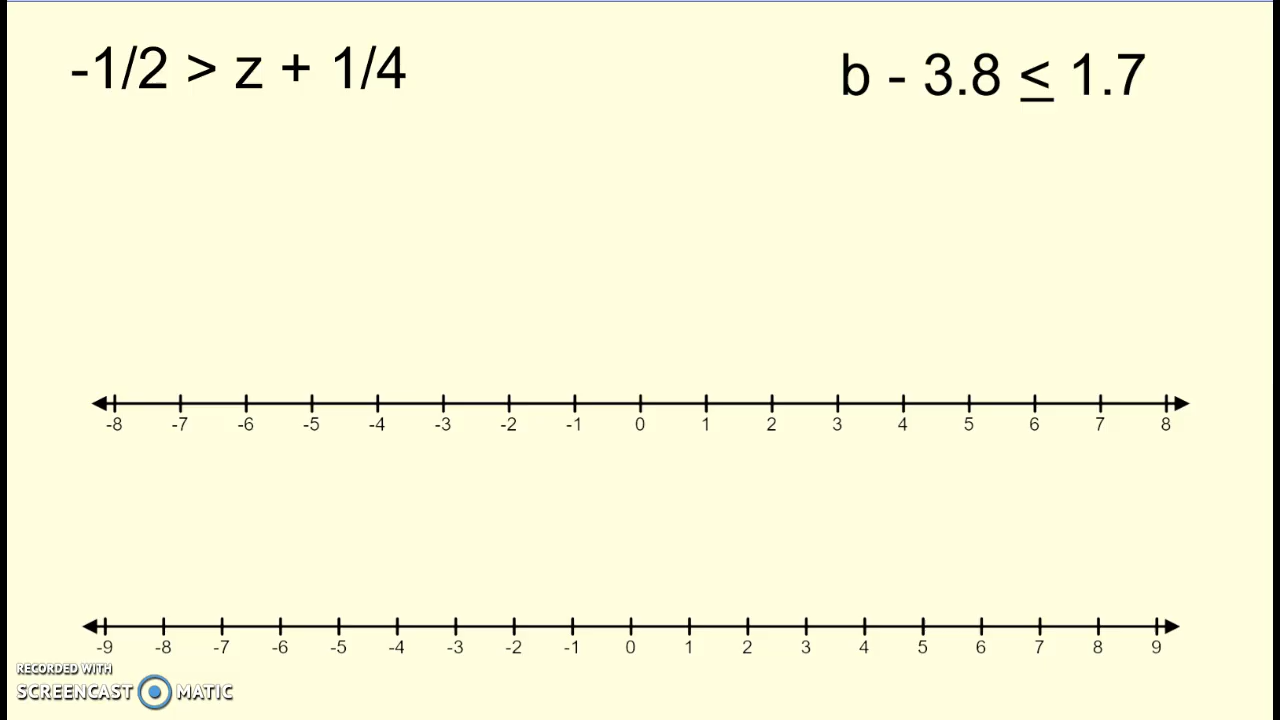 -1/2 > z + 1/4
b - 3.8 ≤ 1.7
-8 -7 -6 -5 -4 -3 -2 -1 0 1 2 3 4 5 6 7 8
-9 -8 -7 -6 -5 -4 -3 -2 -1 0 1 2 3 4 5 6 7 8 9
RECORDED WITH
SCREENCAST MATIC